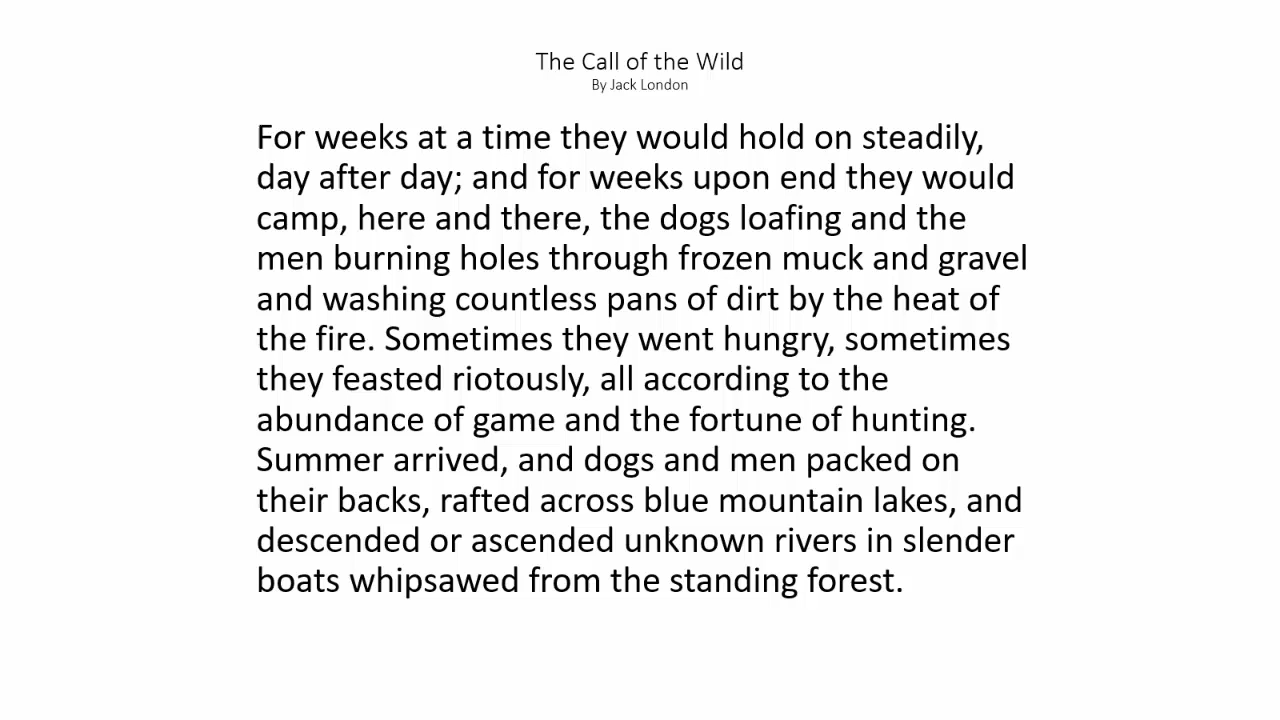 The Call of the Wild
By Jack London
For weeks at a time they would hold on steadily,
day after day; and for weeks upon end they would
camp, here and there, the dogs loafing and the
men burning holes through frozen muck and gravel
and washing countless pans of dirt by the heat of
the fire. Sometimes they went hungry, sometimes
they feasted riotously, all according to the
abundance of game and the fortune of hunting.
Summer arrived, and dogs and men packed on
their backs, rafted across blue mountain lakes, and
descended or ascended unknown rivers in slender
boats whipsawed from the standing forest.